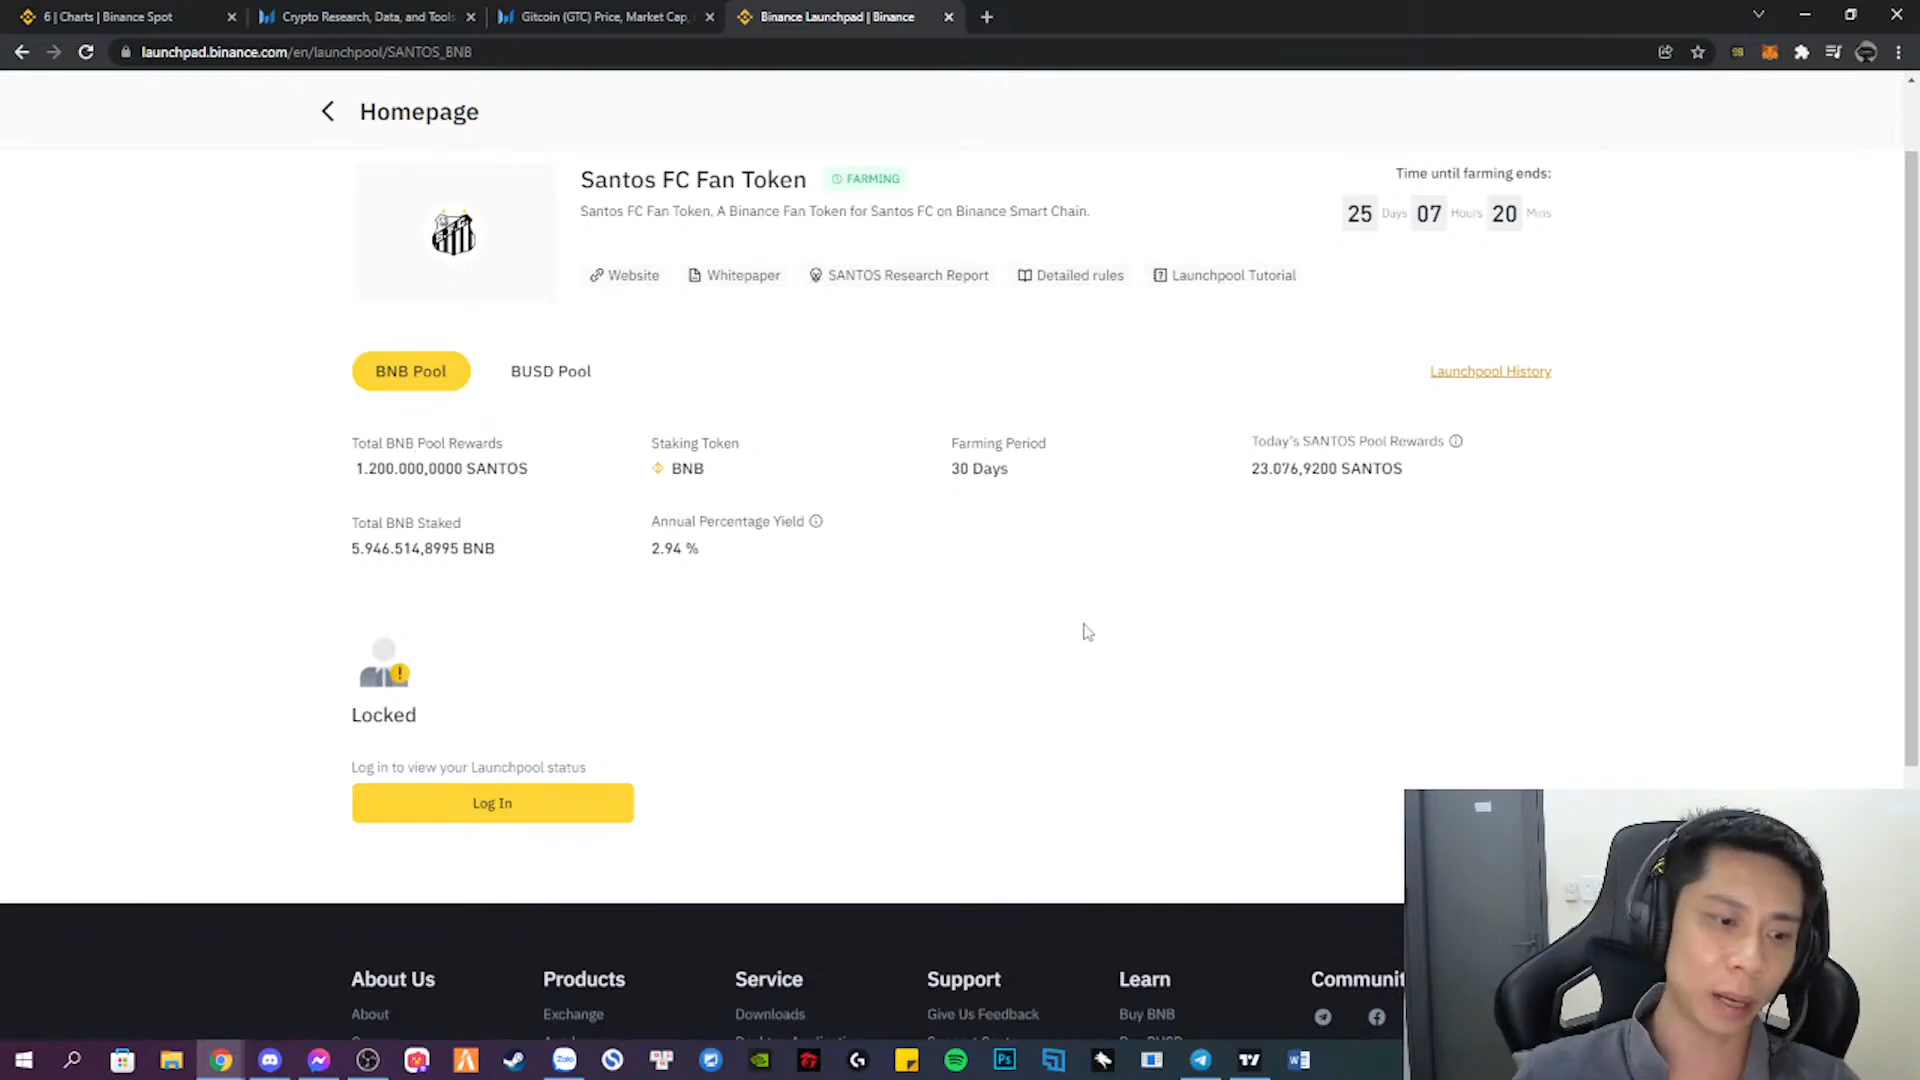 6 | Charts | Binance Spot
Crypto Research, Data, and Tools
Gitcoin (GTC) Price, Market Cap,
Binance Launchpad | Binance
launchpad.binance.com/en/launchpool/SANTOS_BNB
Homepage
Santos FC Fan Token
FARMING
Santos FC Fan Token, A Binance Fan Token for Santos FC on Binance Smart Chain.
Time until farming ends:
25 Days 07 Hours 20 Mins
Website
Whitepaper
SANTOS Research Report
Detailed rules
Launchpool Tutorial
BNB Pool
BUSD Pool
Launchpool History
Total BNB Pool Rewards
1.200.000,0000 SANTOS
Staking Token
BNB
Farming Period
30 Days
Today's SANTOS Pool Rewards
23.076,9200 SANTOS
Total BNB Staked
5.946.514,8995 BNB
Annual Percentage Yield
2.94 %
Locked
Log in to view your Launchpool status
Log In
About Us
Products
Service
Support
Learn
Communit
About
Exchange
Downloads
Give Us Feedback
Buy BNB
Zalo
Ps